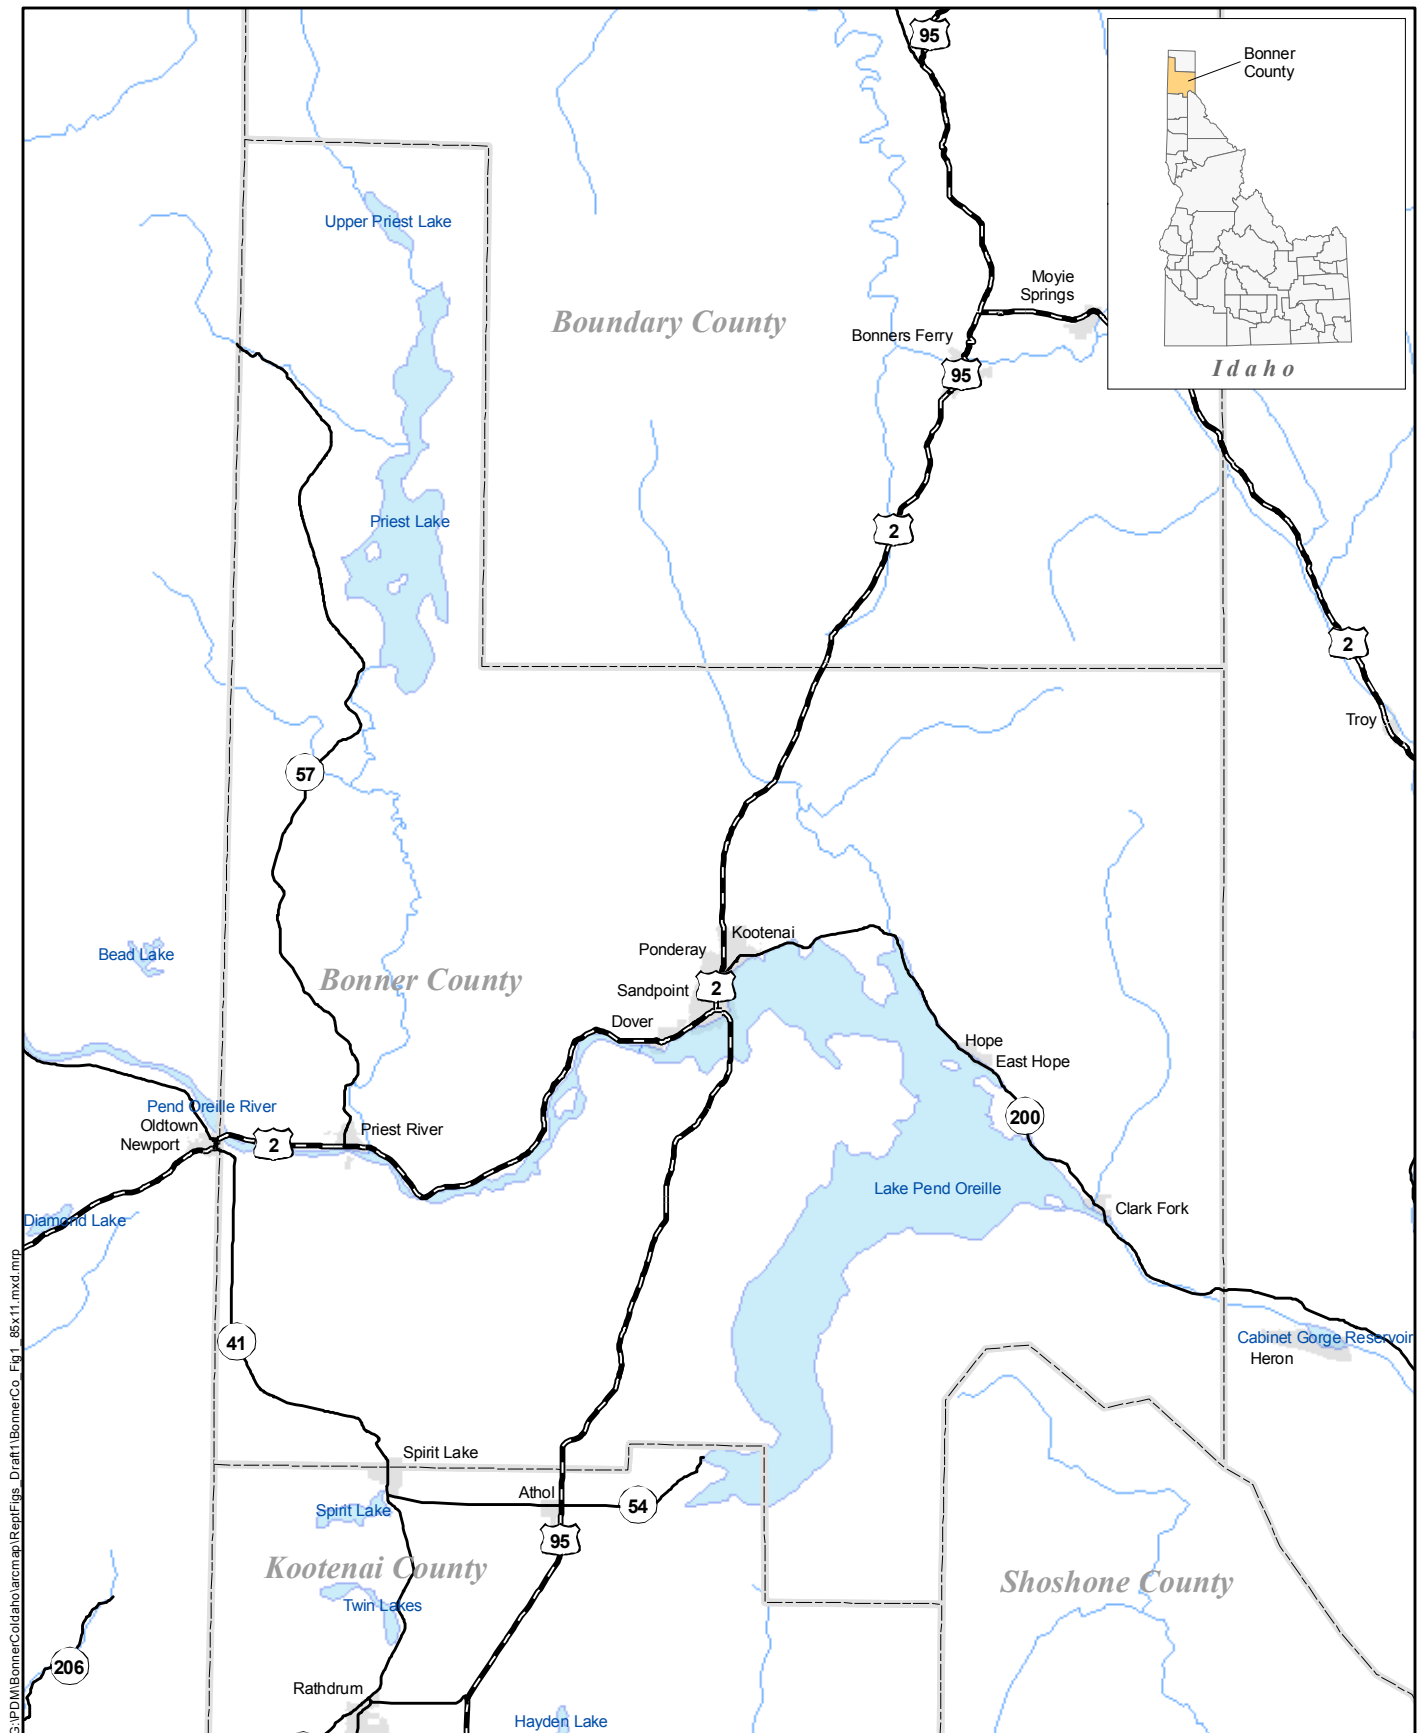 95
Bonner
County
Upper Priest Lake
Moyie
Springs
Boundary County
Bonners Ferry
95
Idaho
Priest Lake
2
2
Troy
57
Kootenai
Ponderay
Bead Lake
Bonner County
Sandpoint
2
Dover
Hope
East Hope
Pend Oreille River
200
Oldtown
Priest River
Newport
2
Lake Pend Oreille
Clark Fork
Diamond Lake
41
Cabinet Gorge Reservoir
Heron
Spirit Lake
Athol
54
Spirit Lake
95
Kootenai County
Shoshone County
Twin Lakes
206
Rathdrum
Hayden Lake
G:\PDM\BonnerCoIdaho\arcmap\ReptFigs_Draft1\BonnerCo_Fig1_85x11.mxd.mrp